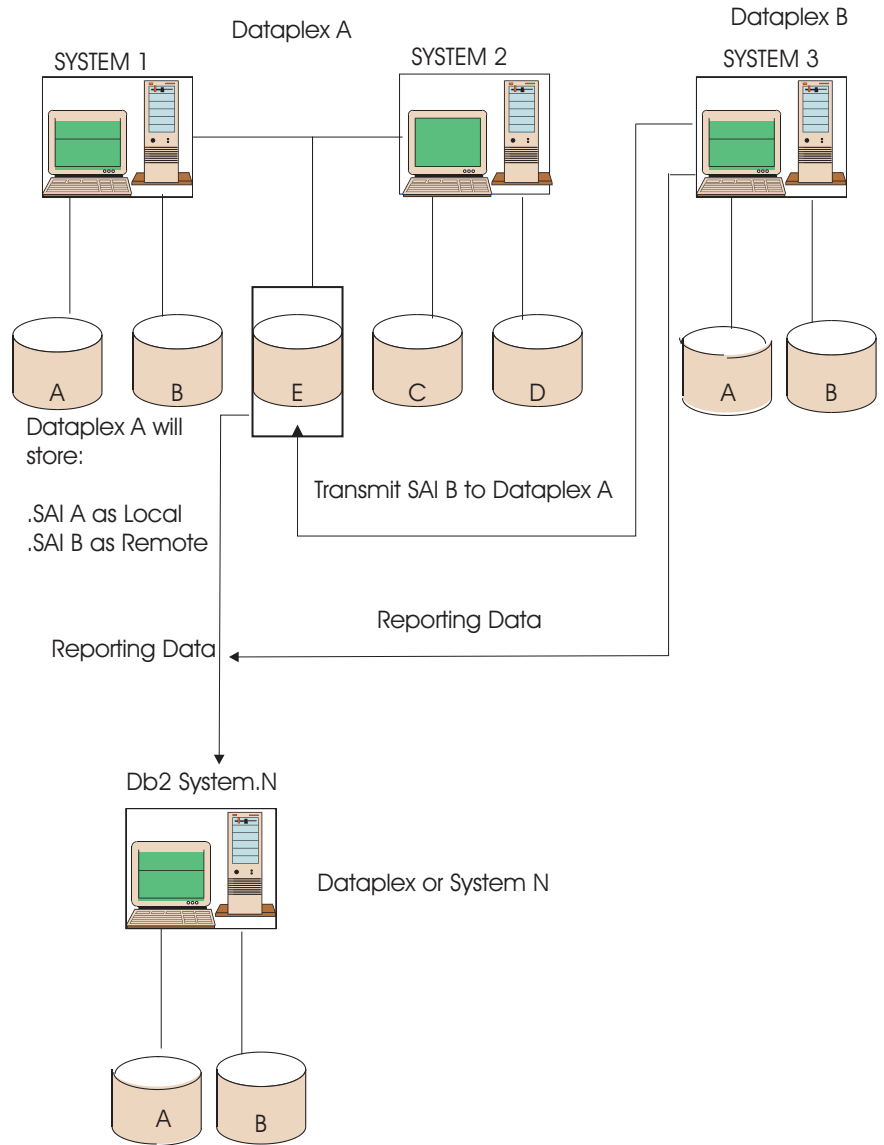 Dataplex A
Dataplex B
SYSTEM 1
SYSTEM 2
SYSTEM 3
A
B
E
C
D
A
B
Dataplex A will
store:
.SAI A as Local
.SAI B as Remote
Transmit SAI B to Dataplex A
Reporting Data
Reporting Data
Db2 System.N
Dataplex or System N
A
B